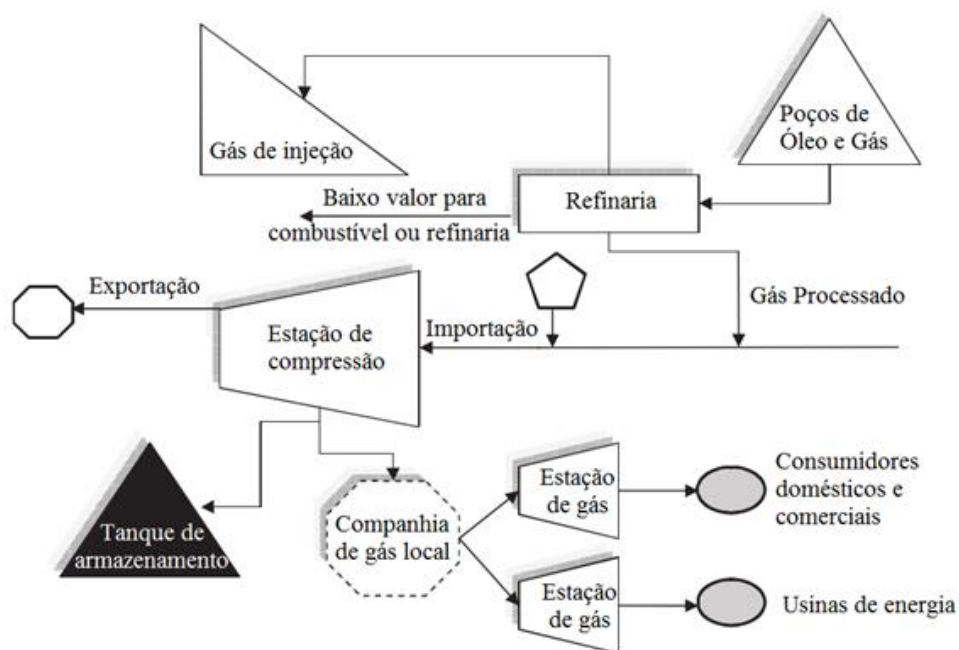 Gás de injeção
Poços de
Óleo e Gás
Refinaria
Baixo valor para
combustível ou refinaria
Gás Processado
Exportação
Estação de
compressão
Importação
Tanque de
armazenamento
Companhia
de gás local
Estação
de gás
Consumidores
domésticos e
comerciais
Estação
de gás
Usinas de energia